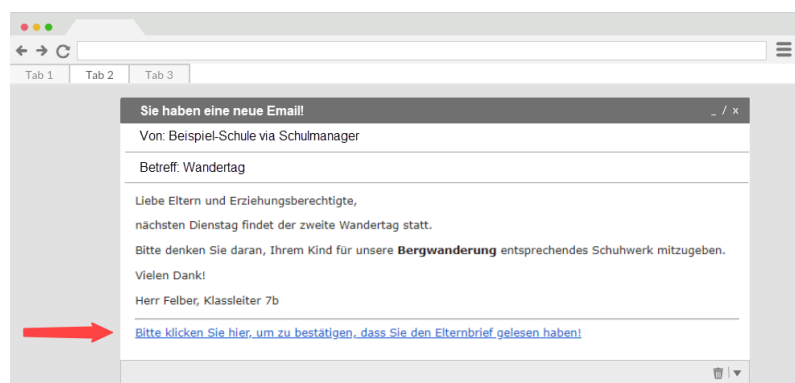 Tab 1 Tab 2 Tab 3
Sie haben eine neue Email!
Von: Beispiel-Schule via Schulmanager
Betreff: Wandertag
Liebe Eltern und Erziehungsberechtigte,
nächsten Dienstag findet der zweite Wandertag statt.
Bitte denken Sie daran, Ihrem Kind für unsere Bergwanderung entsprechendes Schuhwerk mitzugeben.
Vielen Dank!
Herr Felber, Klassleiter 7b
Bitte klicken Sie hier, um zu bestätigen, dass Sie den Elternbrief gelesen haben!